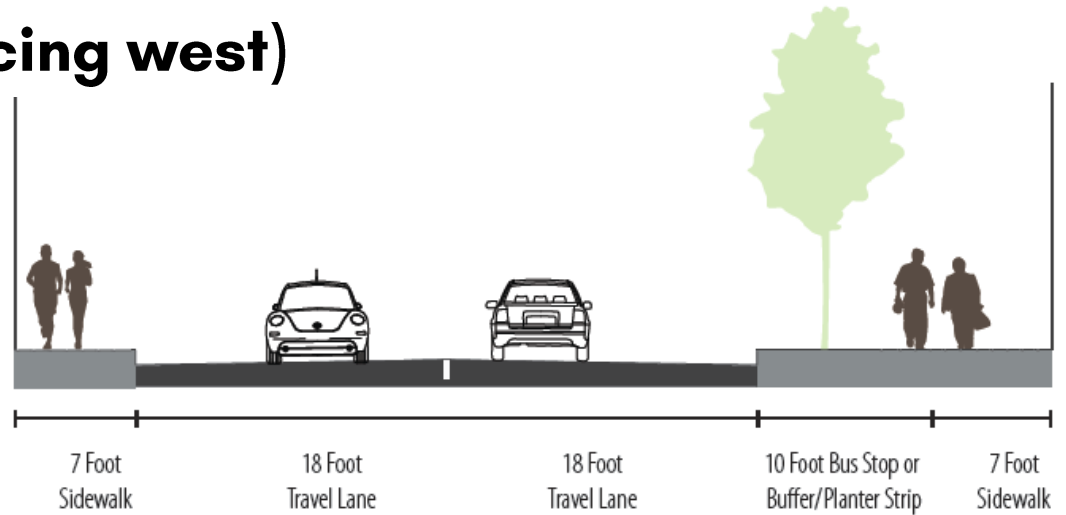 cing west)
7 Foot
Sidewalk
18 Foot
Travel Lane
18 Foot
Travel Lane
10 Foot Bus Stop or
Buffer/Planter Strip
7 Foot
Sidewalk